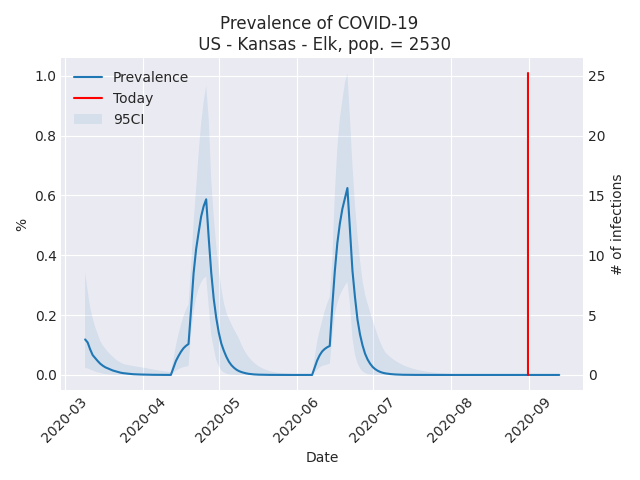 Prevalence of COVID-19
US - Kansas - Elk, pop. = 2530
Prevalence
Today
95CI
1.0
0.8
0.6
0.4
0.2
0.0
%
25
20
15
10
5
0
# of infections
2020-03
2020-04
2020-05
2020-06
2020-07
2020-08
2020-09
Date